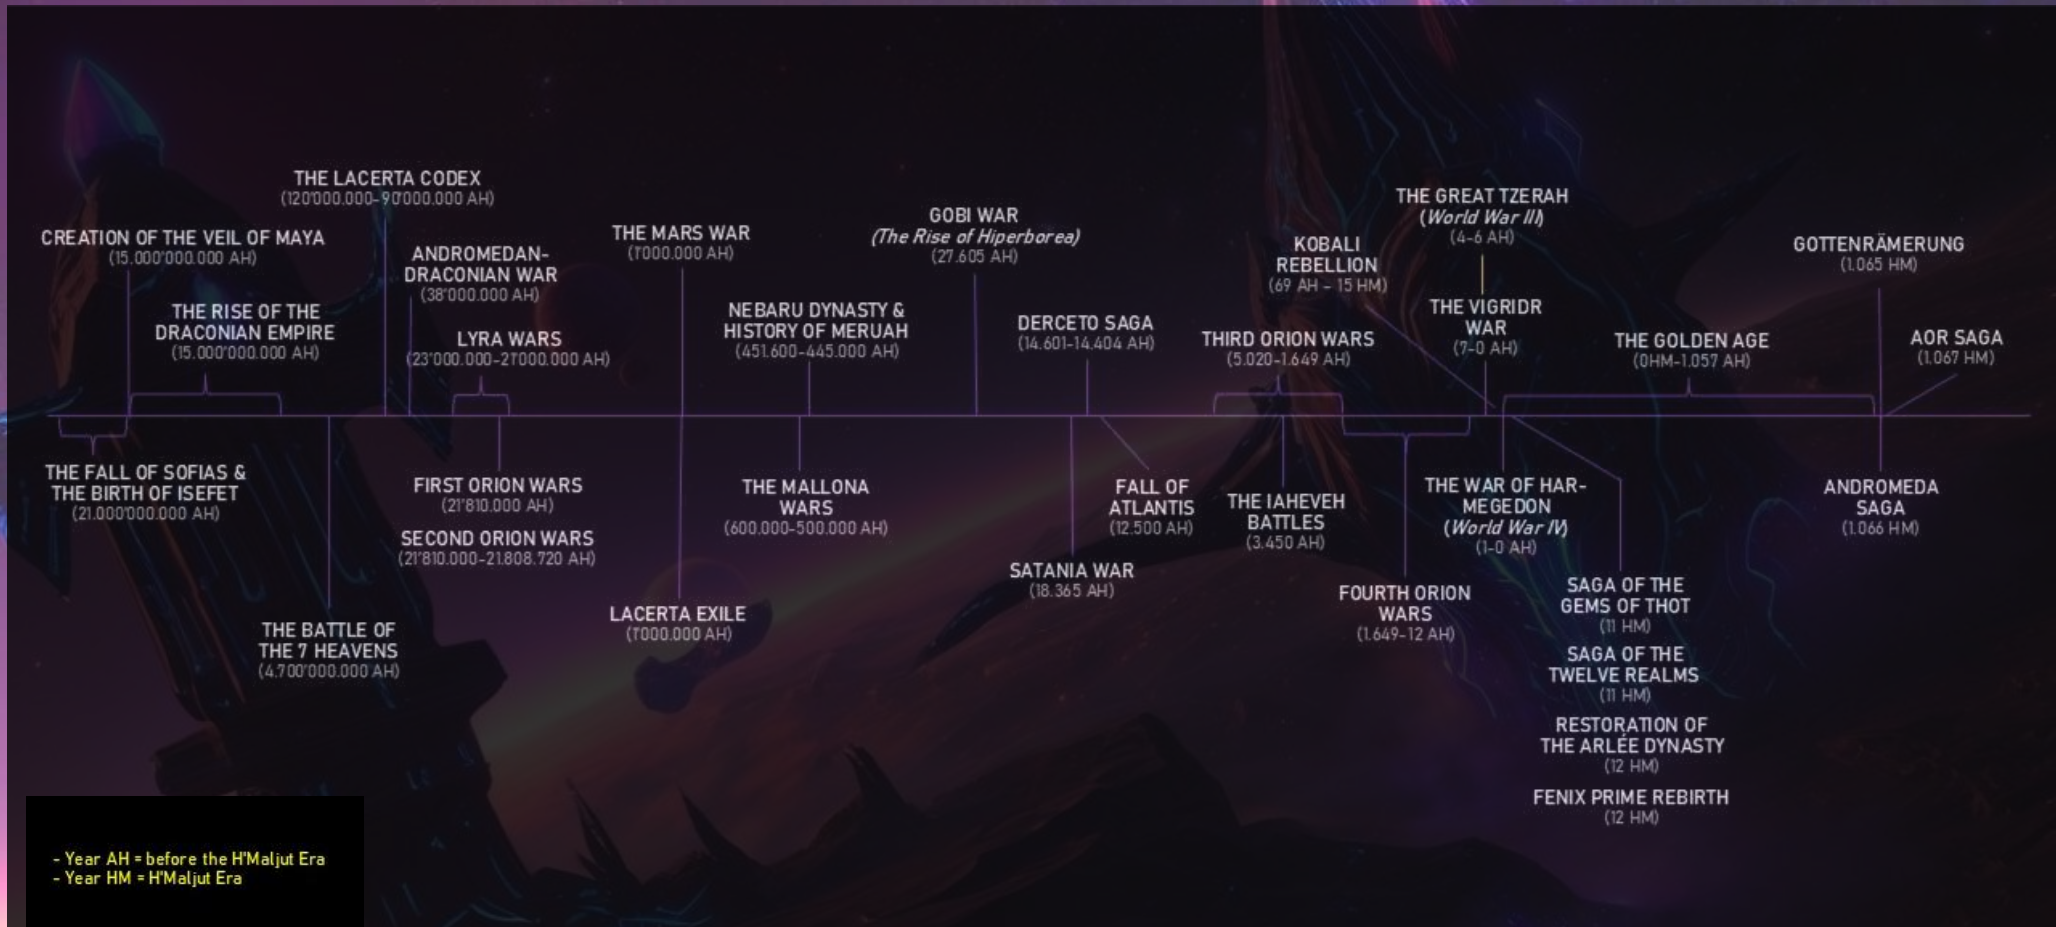 THE LACERTA CODEX
(120'000.000-90'000.000 AH)
CREATION OF THE VEIL OF MAYA
(15.000'000.000 AH)
THE RISE OF THE
DRACONIAN EMPIRE
(15.000'000.000 AH)
ANDROMEDAN-
DRACONIAN WAR
(38'000.000 AH)
LYRA WARS
(23'000.000-21'000.000 AH)
THE MARS WAR
(1'000.000 AH)
NEBARU DYNASTY &
HISTORY OF MERUAH
(451.600-445.000 AH)
GOBI WAR
(The Rise of Hiperborea)
(27.605 AH)
DERCETO SAGA
(14.601-14.404 AH)
KOBALI
REBELLION
(69 AH - 15 HM)
THIRD ORION WARS
(5.020-1.649 AH)
THE GREAT TZERAH
(World War III)
(4-6 AH)
THE VIGRIDR
WAR
(7-0 AH)
THE GOLDEN AGE
(0HM-1.057 AH)
GOTTENRÄMERUNG
(1.065 HM)
AOR SAGA
(1.067 HM)
THE FALL OF SOFIAS &
THE BIRTH OF ISEFET
(21.000'000.000 AH)
THE BATTLE OF
THE 7 HEAVENS
(4.700'000.000 AH)
FIRST ORION WARS
(21'810.000 AH)
SECOND ORION WARS
(21'810.000-21.808.720 AH)
LACERTA EXILE
(1'000.000 AH)
THE MALLONA
WARS
(600.000-500.000 AH)
SATANIA WAR
(18.365 AH)
FALL OF
ATLANTIS
(12.500 AH)
THE IAHEVEH
BATTLES
(3.450 AH)
FOURTH ORION
WARS
(1.649-12 AH)
THE WAR OF HAR-
MEGEDON
(World War IV)
(1-0 AH)
SAGA OF THE
GEMS OF THOT
(11 HM)
SAGA OF THE
TWELVE REALMS
(11 HM)
RESTORATION OF
THE ARLÉE DYNASTY
(12 HM)
FENIX PRIME REBIRTH
(12 HM)
ANDROMEDA
SAGA
(1.066 HM)
- Year AH = before the H'Maljut Era
- Year HM = H'Maljut Era